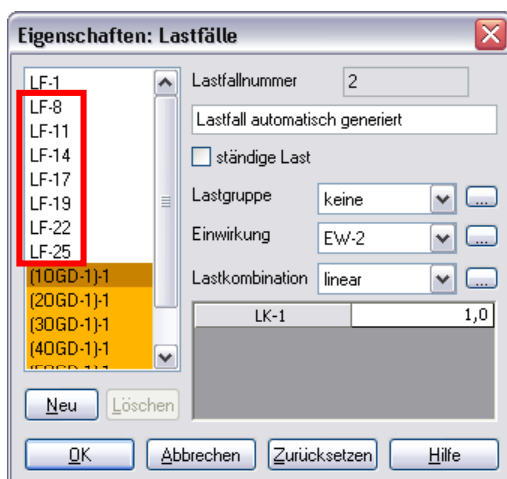 Eigenschaften: Lastfälle
LF-1
LF-8
LF-11
LF-14
LF-17
LF-19
LF-22
LF-25
(1OGD-1)-1
(2OGD-1)-1
(3OGD-1)-1
(4OGD-1)-1
Neu
Löschen
Lastfallnummer 2
Lastfall automatisch generiert
ständige Last
Lastgruppe keine ...
Einwirkung EW-2 ...
Lastkombination linear ...
LK-1 1,0
OK Abbrechen Zurücksetzen Hilfe